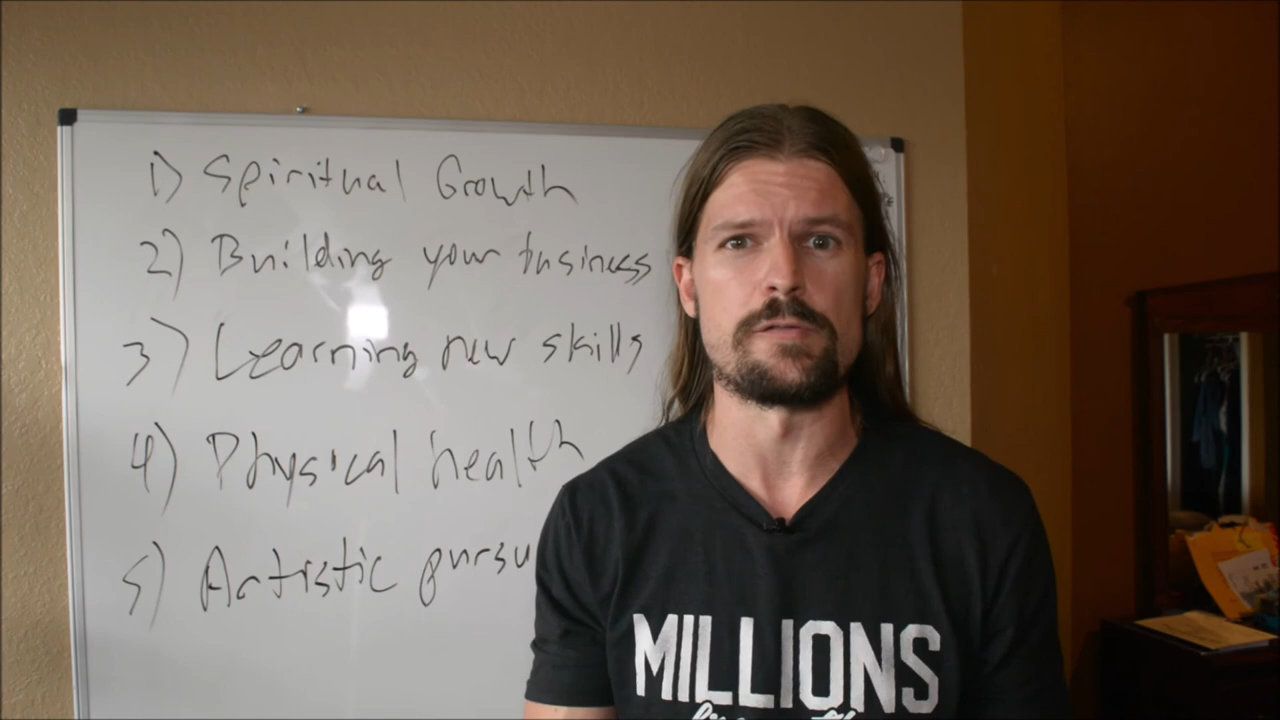 1) Spiritual Growth
2) Building your business
3) Learning new skills
4) Physical health
5) Artistic pursu
MILLIONS